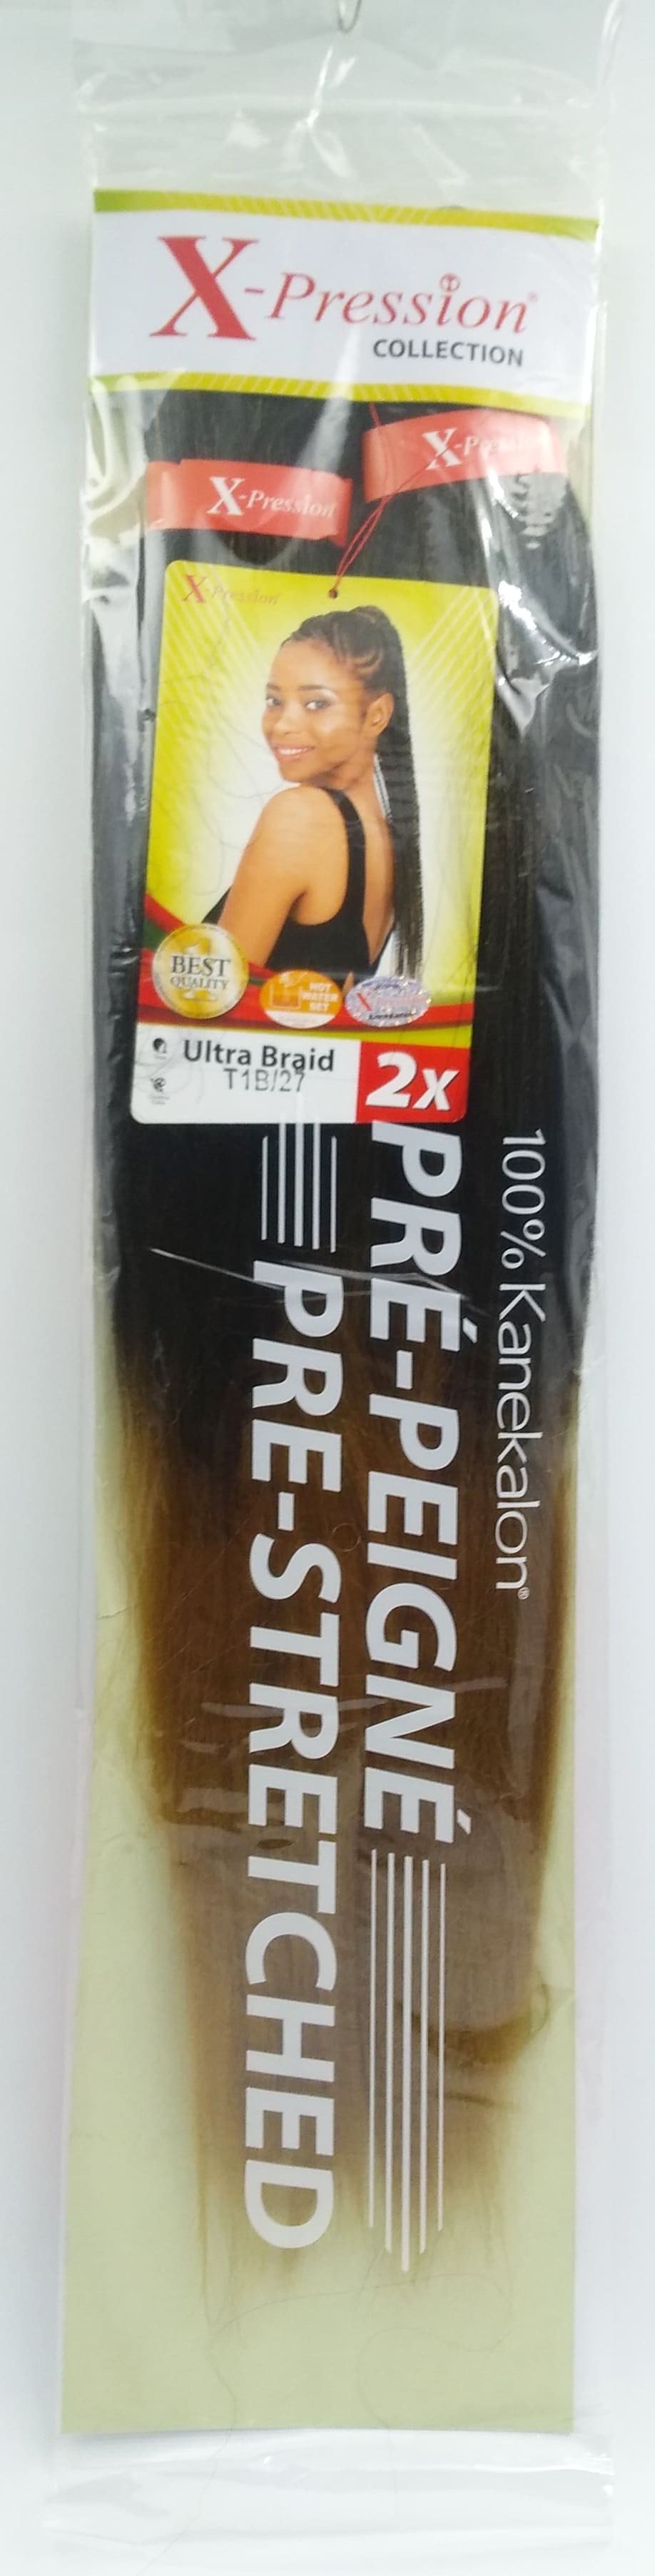 X-Pression®
COLLECTION
X-Pression
X-Pression
X-Pression
BEST
QUALITY
HOT
WATER
SET
Ultra Braid
T1B/27
2x
100% Kanekalon®
PRÉ-PEIGNÉ
PRE-STRETCHED